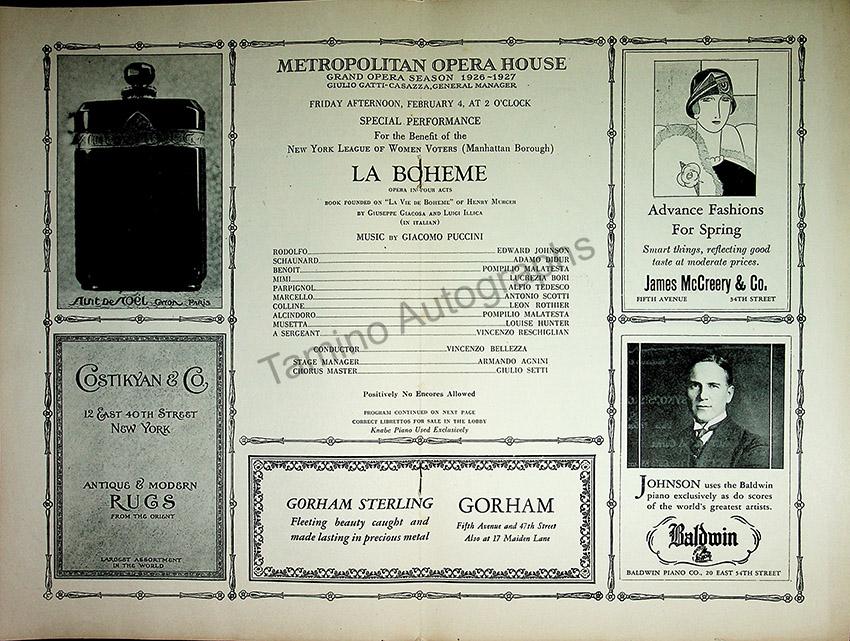 Nuit de Noël - Caron - Paris
COSTIKYAN & CO.
12 EAST 40TH STREET
NEW YORK
ANTIQUE & MODERN
RUGS
FROM THE ORIENT
LARGEST ASSORTMENT
IN THE WORLD
METROPOLITAN OPERA HOUSE
GRAND OPERA SEASON 1926-1927
GIULIO GATTI-CASAZZA, GENERAL MANAGER
FRIDAY AFTERNOON, FEBRUARY 4, AT 2 O'CLOCK
SPECIAL PERFORMANCE
For the Benefit of the
NEW YORK LEAGUE OF WOMEN VOTERS (Manhattan Borough)
LA BOHEME
OPERA IN FOUR ACTS
BOOK FOUNDED ON "LA VIE DE BOHEME" OF HENRY MURGER
BY GIUSEPPE GIACOSA AND LUIGI ILLICA
(IN ITALIAN)
MUSIC BY GIACOMO PUCCINI
RODOLFO EDWARD JOHNSON
SCHAUNARD ADAMO DIDUR
BENOIT POMPILIO MALATESTA
MIMI LUCREZIA BORI
PARPIGNOL ALFIO TEDESCO
MARCELLO ANTONIO SCOTTI
COLLINE LEON ROTHIER
ALCINDORO POMPILIO MALATESTA
MUSETTA LOUISE HUNTER
A SERGEANT VINCENZO RESCHIGLIAN
CONDUCTOR VINCENZO BELLEZZA
STAGE MANAGER ARMANDO AGNINI
CHORUS MASTER GIULIO SETTI
Positively No Encores Allowed
PROGRAM CONTINUED ON NEXT PAGE
CORRECT LIBRETTOS FOR SALE IN THE LOBBY
Knabe Piano Used Exclusively
Tamino Autographs
GORHAM STERLING
Fleeting beauty caught and
made lasting in precious metal
GORHAM
Fifth Avenue and 47th Street
Also at 17 Maiden Lane
Advance Fashions
For Spring
Smart things, reflecting good
taste at moderate prices.
James McCreery & Co.
FIFTH AVENUE 34TH STREET
JOHNSON uses the Baldwin
piano exclusively as do scores
of the world's greatest artists.
Baldwin
BALDWIN PIANO CO., 20 EAST 54TH STREET